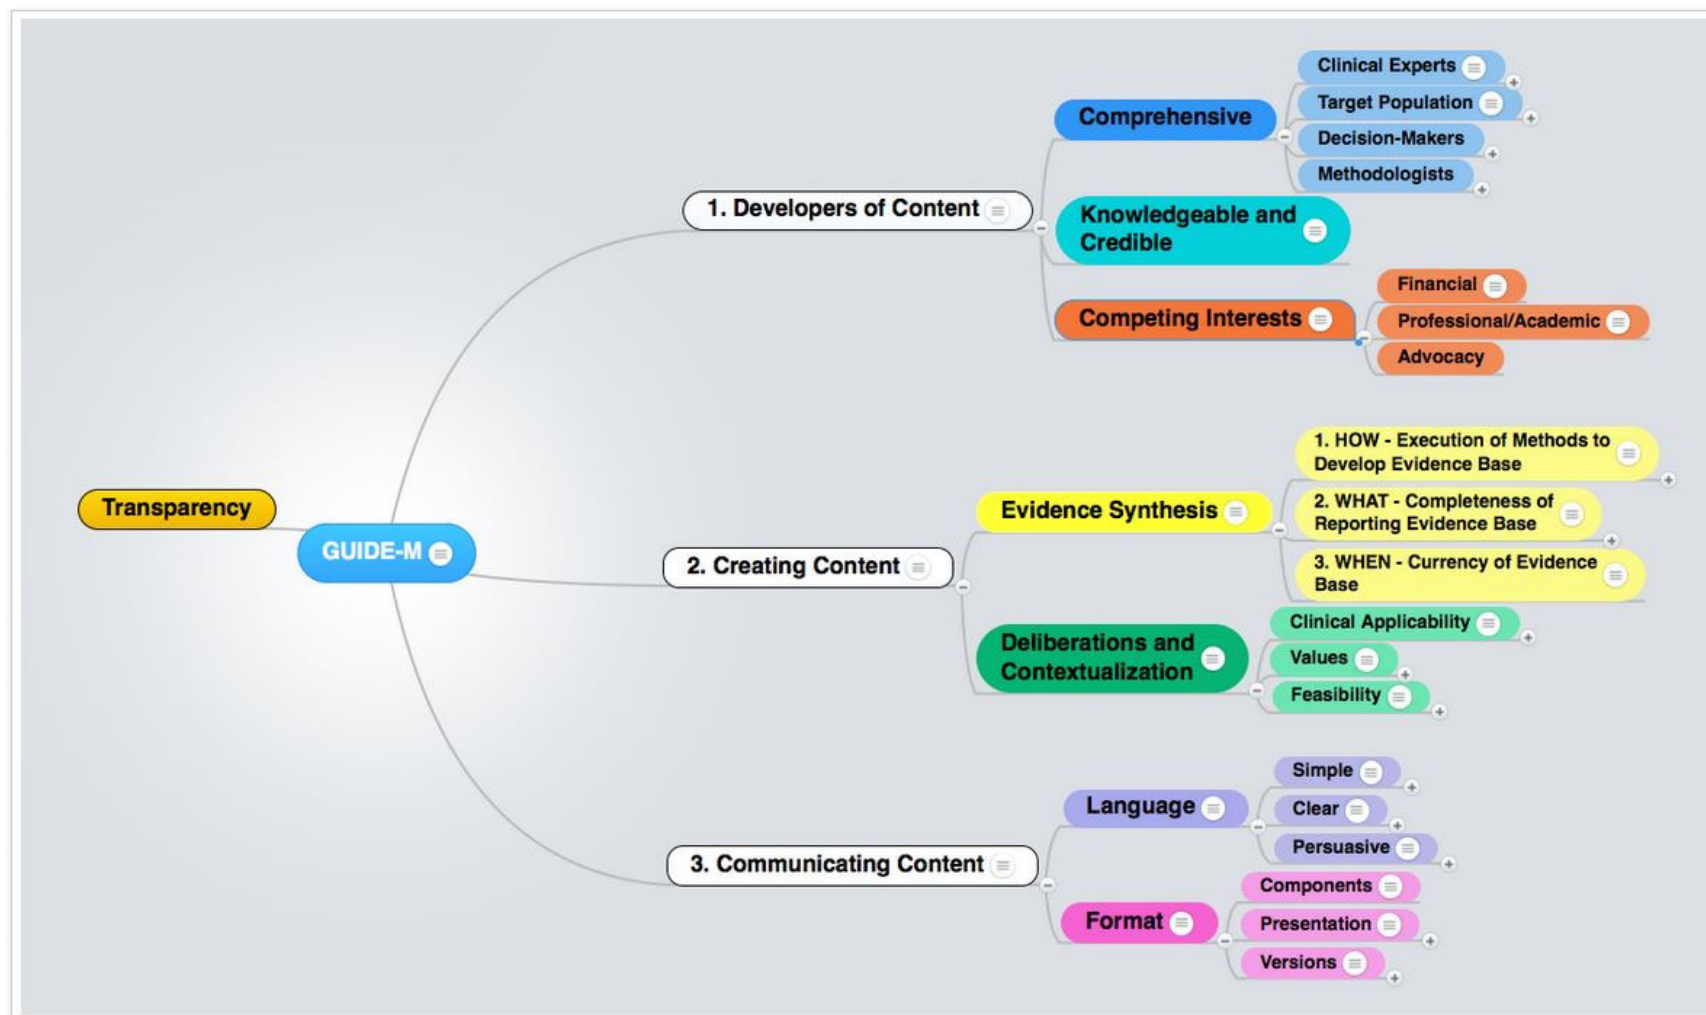 Transparency
GUIDE-M
1. Developers of Content
Comprehensive
Clinical Experts
Target Population
Decision-Makers
Methodologists
Knowledgeable and
Credible
Competing Interests
Financial
Professional/Academic
Advocacy
2. Creating Content
Evidence Synthesis
1. HOW - Execution of Methods to
Develop Evidence Base
2. WHAT - Completeness of
Reporting Evidence Base
3. WHEN - Currency of Evidence
Base
Deliberations and
Contextualization
Clinical Applicability
Values
Feasibility
3. Communicating Content
Language
Simple
Clear
Persuasive
Format
Components
Presentation
Versions